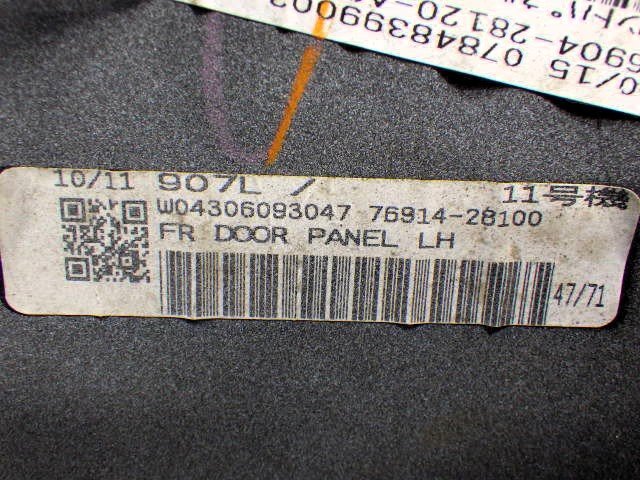 0/15 07848399000
6904-28120-A
10/11 907L / 11号機
W04306093047 76914-28100
FR DOOR PANEL LH
47/71